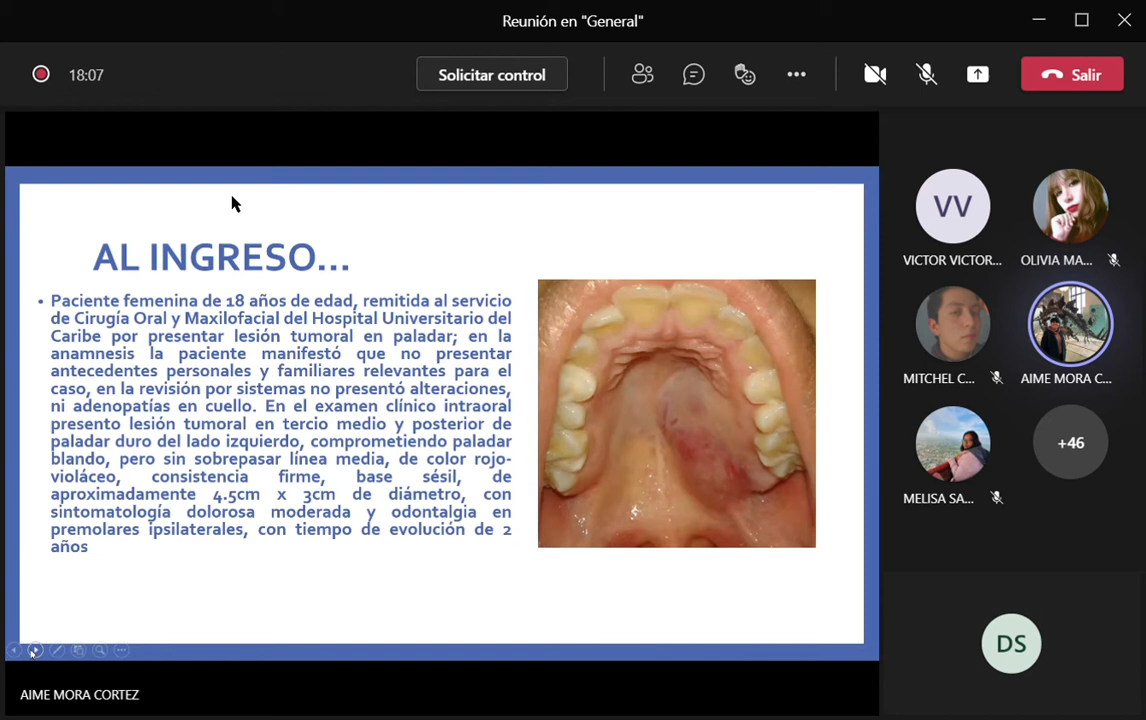 Reunión en "General"
18:07
Solicitar control
Salir
AL INGRESO...
• Paciente femenina de 18 años de edad, remitida al servicio
de Cirugía Oral y Maxilofacial del Hospital Universitario del
Caribe por presentar lesión tumoral en paladar; en la
anamnesis la paciente manifestó que no presentar
antecedentes personales y familiares relevantes para el
caso, en la revisión por sistemas no presentó alteraciones,
ni adenopatías en cuello. En el examen clínico intraoral
presento lesión tumoral en tercio medio y posterior de
paladar duro del lado izquierdo, comprometiendo paladar
blando, pero sin sobrepasar línea media, de color rojo-
violáceo, consistencia firme, base sésil, de
aproximadamente 4.5cm x 3cm de diámetro, con
sintomatología dolorosa moderada y odontalgia en
premolares ipsilaterales, con tiempo de evolución de 2
años
AIME MORA CORTEZ
VV
VICTOR VICTOR...
OLIVIA MA...
MITCHEL C...
AIME MORA C...
+46
MELISA SA...
DS